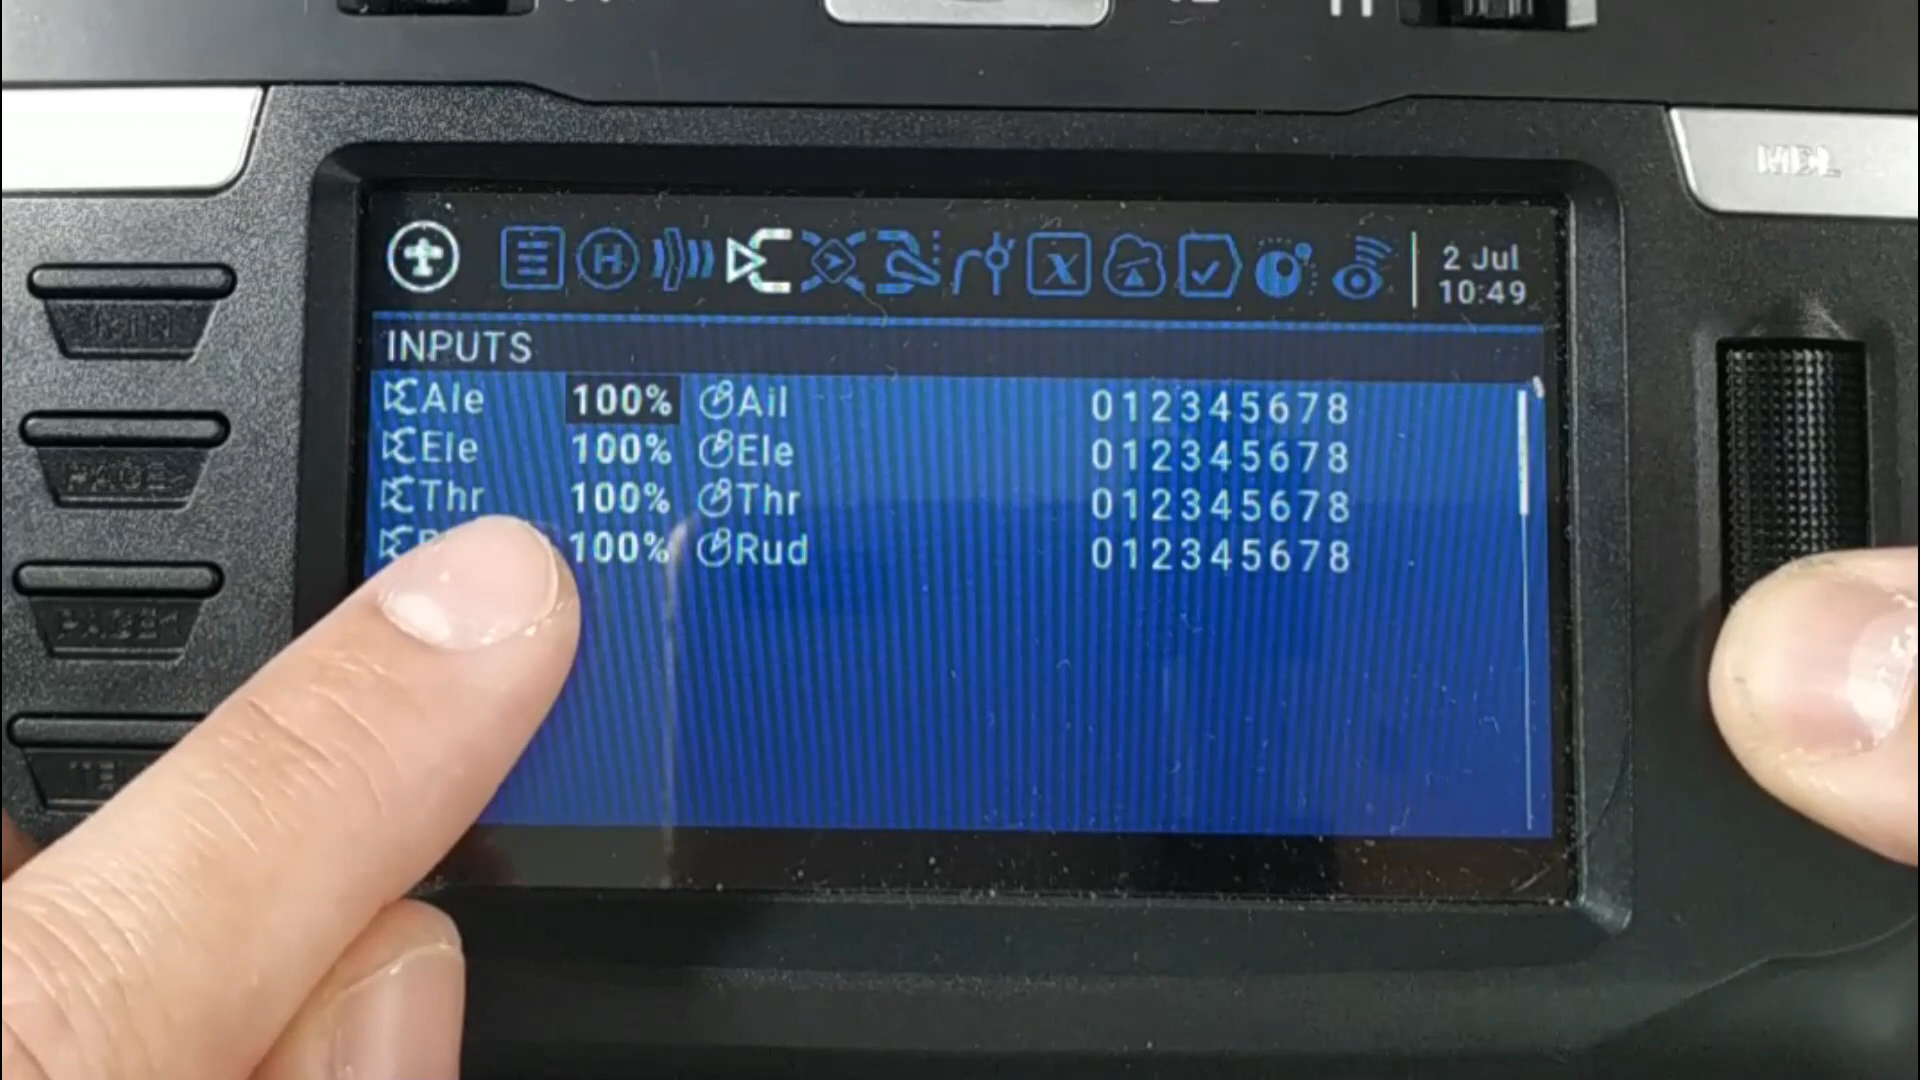 MDL
2 Jul
10:49
INPUTS
Ale 100% Ail 012345678
Ele 100% Ele 012345678
Thr 100% Thr 012345678
100% Rud 012345678
PAGE>